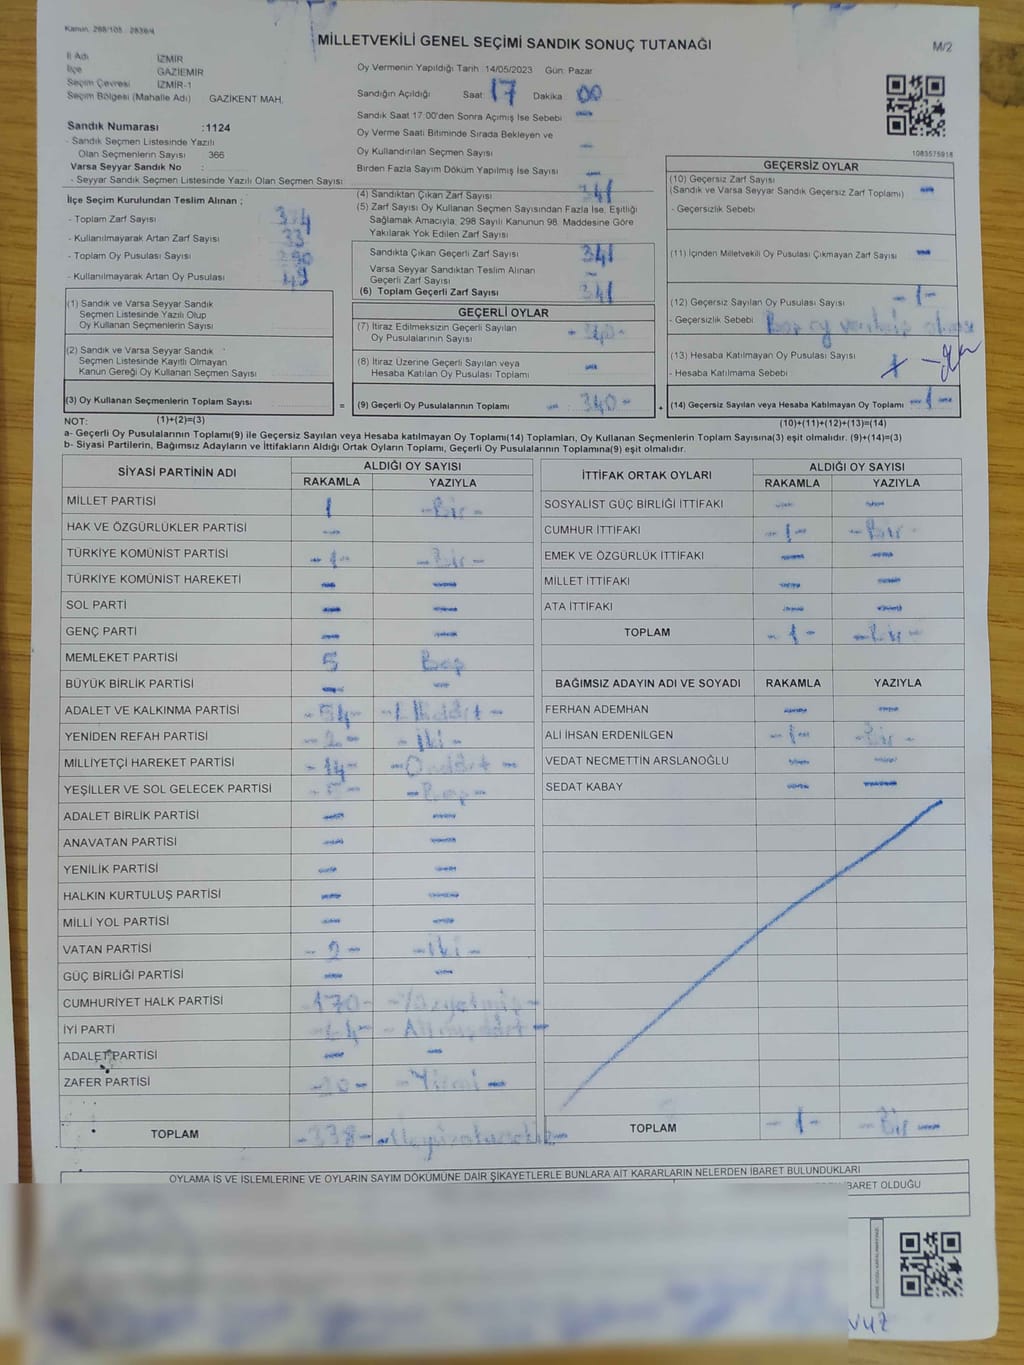 MİLLETVEKİLİ GENEL SEÇİMİ SANDIK SONUÇ TUTANAĞI
M/2
İl Adı İZMİR
İlçe GAZİEMİR
Seçim Çevresi İZMİR-1
Seçim Bölgesi (Mahalle Adı) GAZİKENT MAH.
Sandık Numarası :1124
- Sandık Seçmen Listesinde Yazılı
Olan Seçmenlerin Sayısı 366
Varsa Seyyar Sandık No :
- Seyyar Sandık Seçmen Listesinde Yazılı Olan Seçmen Sayısı:
İlçe Seçim Kurulundan Teslim Alınan ;
- Toplam Zarf Sayısı
- Kullanılmayarak Artan Zarf Sayısı 33
- Toplam Oy Pusulası Sayısı
- Kullanılmayarak Artan Oy Pusulası 49
(1) Sandık ve Varsa Seyyar Sandık
Seçmen Listesinde Yazılı Olup
Oy Kullanan Seçmenlerin Sayısı
(2) Sandık ve Varsa Seyyar Sandık
Seçmen Listesinde Kayıtlı Olmayan
Kanun Gereği Oy Kullanan Seçmen Sayısı
(3) Oy Kullanan Seçmenlerin Toplam Sayısı
=
Oy Vermenin Yapıldığı Tarih :14/05/2023 Gün: Pazar
Sandığın Açıldığı Saat: 17 Dakika 00
Sandık Saat 17.00'den Sonra Açımış İse Sebebi -
Oy Verme Saati Bitiminde Sırada Bekleyen ve
Oy Kullandırılan Seçmen Sayısı -
Birden Fazla Sayım Döküm Yapılmış İse Sayısı -
(4) Sandıktan Çıkan Zarf Sayısı 341
(5) Zarf Sayısı Oy Kullanan Seçmen Sayısından Fazla İse, Eşitliği
Sağlamak Amacıyla, 298 Sayılı Kanunun 98. Maddesine Göre
Yakılarak Yok Edilen Zarf Sayısı
Sandıkta Çıkan Geçerli Zarf Sayısı 341
Varsa Seyyar Sandıktan Teslim Alınan
Geçerli Zarf Sayısı -
(6) Toplam Geçerli Zarf Sayısı 341
GEÇERLİ OYLAR
(7) İtiraz Edilmeksizin Geçerli Sayılan
Oy Pusulalarının Sayısı - 340 -
(8) İtiraz Üzerine Geçerli Sayılan veya
Hesaba Katılan Oy Pusulası Toplamı -
(9) Geçerli Oy Pusulalarının Toplamı - 340 -
+
1083575918
GEÇERSİZ OYLAR
(10) Geçersiz Zarf Sayısı
(Sandık ve Varsa Seyyar Sandık Geçersiz Zarf Toplamı) -
- Geçersizlik Sebebi
(11) İçinden Milletvekili Oy Pusulası Çıkmayan Zarf Sayısı -
(12) Geçersiz Sayılan Oy Pusulası Sayısı - 1 -
- Geçersizlik Sebebi Boş oy
(13) Hesaba Katılmayan Oy Pusulası Sayısı
- Hesaba Katılmama Sebebi
(14) Geçersiz Sayılan veya Hesaba Katılmayan Oy Toplamı - 1 -
NOT: (1)+(2)=(3)
(10)+(11)+(12)+(13)=(14)
a- Geçerli Oy Pusulalarının Toplamı(9) ile Geçersiz Sayılan veya Hesaba katılmayan Oy Toplamı(14) Toplamları, Oy Kullanan Seçmenlerin Toplam Sayısına(3) eşit olmalıdır. (9)+(14)=(3)
b- Siyasi Partilerin, Bağımsız Adayların ve İttifakların Aldığı Ortak Oyların Toplamı, Geçerli Oy Pusulalarının Toplamına(9) eşit olmalıdır.
SİYASİ PARTİNİN ADI ALDIĞI OY SAYISI
RAKAMLA YAZIYLA
MİLLET PARTİSİ 1 - Bir -
HAK VE ÖZGÜRLÜKLER PARTİSİ -
TÜRKİYE KOMÜNİST PARTİSİ - 1 - - Bir -
TÜRKİYE KOMÜNİST HAREKETİ - -
SOL PARTİ - -
GENÇ PARTİ - -
MEMLEKET PARTİSİ 5 Beş
BÜYÜK BİRLİK PARTİSİ - -
ADALET VE KALKINMA PARTİSİ - 54 - - Ellidört -
YENİDEN REFAH PARTİSİ - 2 - - İki -
MİLLİYETÇİ HAREKET PARTİSİ - 14 - - Ondört -
YEŞİLLER VE SOL GELECEK PARTİSİ - 5 - - Beş -
ADALET BİRLİK PARTİSİ - -
ANAVATAN PARTİSİ - -
YENİLİK PARTİSİ - -
HALKIN KURTULUŞ PARTİSİ - -
MİLLİ YOL PARTİSİ - -
VATAN PARTİSİ - 2 - - İki -
GÜÇ BİRLİĞİ PARTİSİ - -
CUMHURİYET HALK PARTİSİ - 170 - - Yüzyetmiş -
İYİ PARTİ - 64 - - Altmışdört -
ADALET PARTİSİ - -
ZAFER PARTİSİ - 20 - - Yirmi -
TOPLAM - 338 -
İTTİFAK ORTAK OYLARI ALDIĞI OY SAYISI
RAKAMLA YAZIYLA
SOSYALİST GÜÇ BİRLİĞİ İTTİFAKI - -
CUMHUR İTTİFAKI - 1 - - Bir -
EMEK VE ÖZGÜRLÜK İTTİFAKI - -
MİLLET İTTİFAKI - -
ATA İTTİFAKI - -
TOPLAM - 1 - - Bir -
BAĞIMSIZ ADAYIN ADI VE SOYADI RAKAMLA YAZIYLA
FERHAN ADEMHAN - -
ALİ İHSAN ERDENİLGEN - 1 - - Bir -
VEDAT NECMETTİN ARSLANOĞLU - -
SEDAT KABAY - -
TOPLAM - 1 - - Bir -
OYLAMA İŞ VE İŞLEMLERİNE VE OYLARIN SAYIM DÖKÜMÜNE DAİR ŞİKAYETLERLE BUNLARA AİT KARARLARIN NELERDEN İBARET BULUNDUKLARI
İBARET OLDUĞU